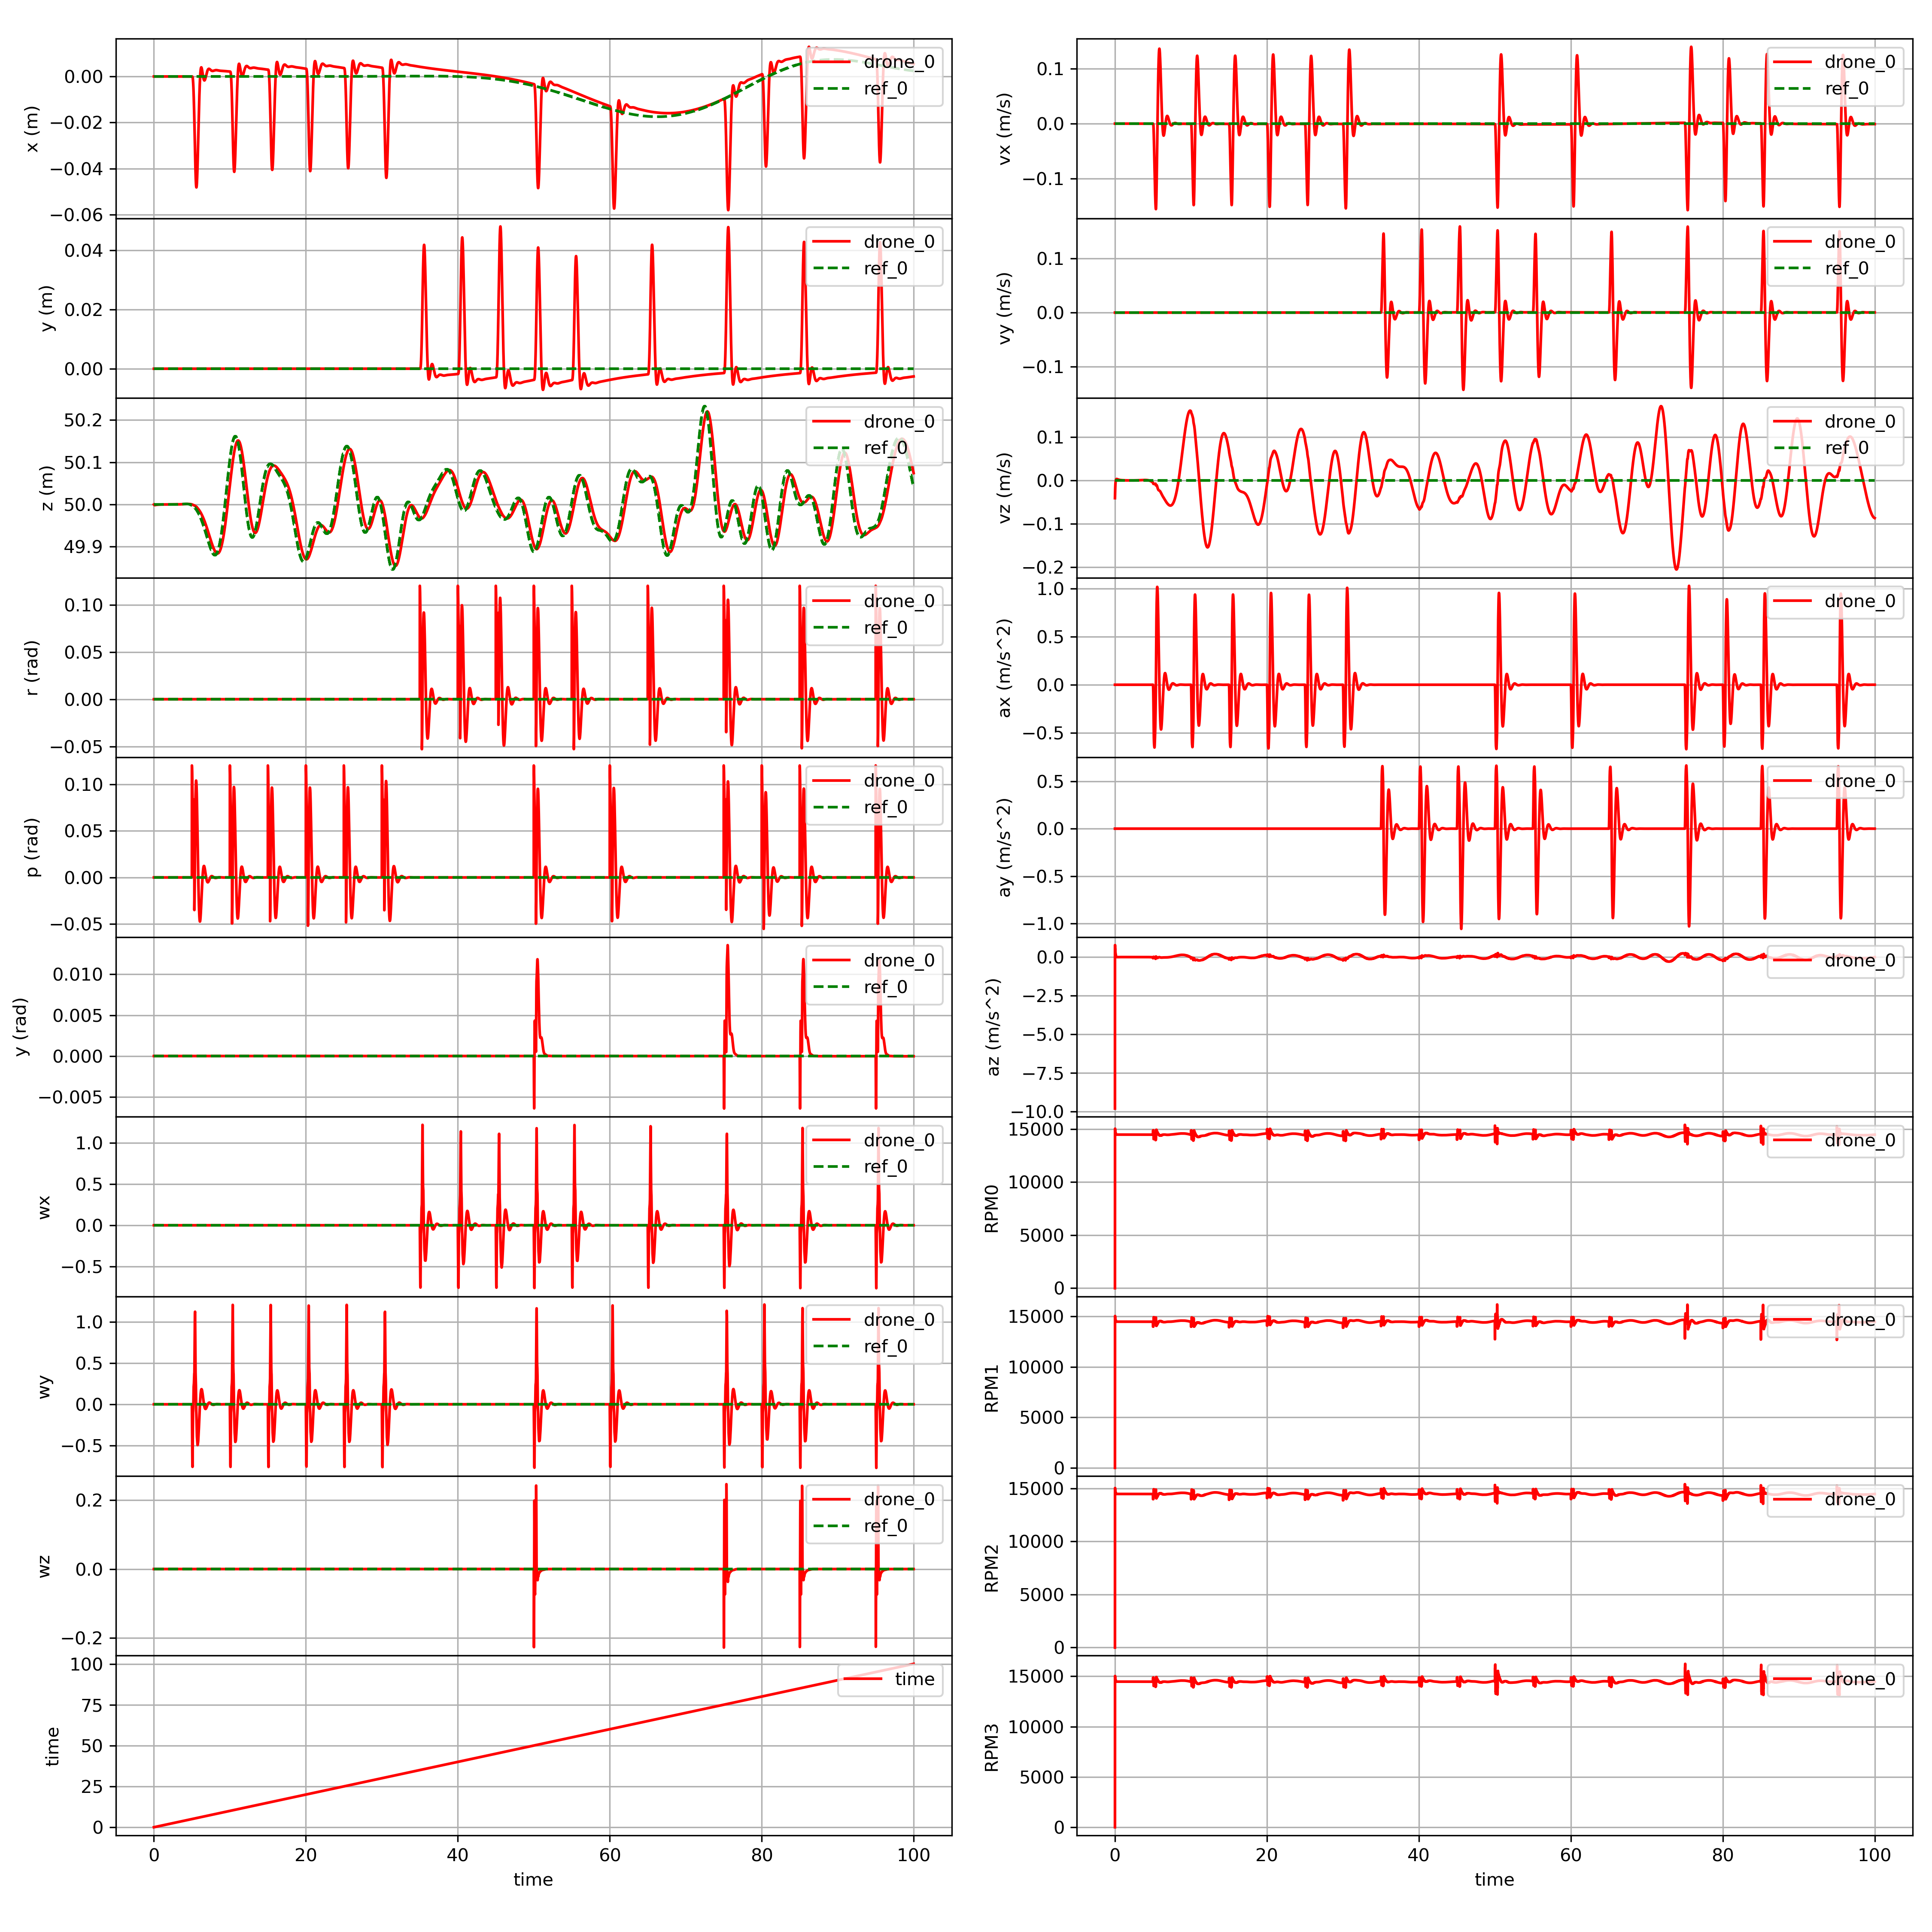 x (m)
0.00
−0.02
−0.04
−0.06
drone_0
ref_0
y (m)
0.04
0.02
0.00
drone_0
ref_0
z (m)
50.2
50.1
50.0
49.9
drone_0
ref_0
r (rad)
0.10
0.05
0.00
−0.05
drone_0
ref_0
p (rad)
0.10
0.05
0.00
−0.05
drone_0
ref_0
y (rad)
0.010
0.005
0.000
−0.005
drone_0
ref_0
wx
1.0
0.5
0.0
−0.5
drone_0
ref_0
wy
1.0
0.5
0.0
−0.5
drone_0
ref_0
wz
0.2
0.0
−0.2
drone_0
ref_0
time
100
75
50
25
0
time
0 20 40 60 80 100
time
vx (m/s)
0.1
0.0
−0.1
drone_0
ref_0
vy (m/s)
0.1
0.0
−0.1
drone_0
ref_0
vz (m/s)
0.1
0.0
−0.1
−0.2
drone_0
ref_0
ax (m/s^2)
1.0
0.5
0.0
−0.5
drone_0
ay (m/s^2)
0.5
0.0
−0.5
−1.0
drone_0
az (m/s^2)
0.0
−2.5
−5.0
−7.5
−10.0
drone_0
RPM0
15000
10000
5000
0
drone_0
RPM1
15000
10000
5000
0
drone_0
RPM2
15000
10000
5000
0
drone_0
RPM3
15000
10000
5000
0
drone_0
0 20 40 60 80 100
time